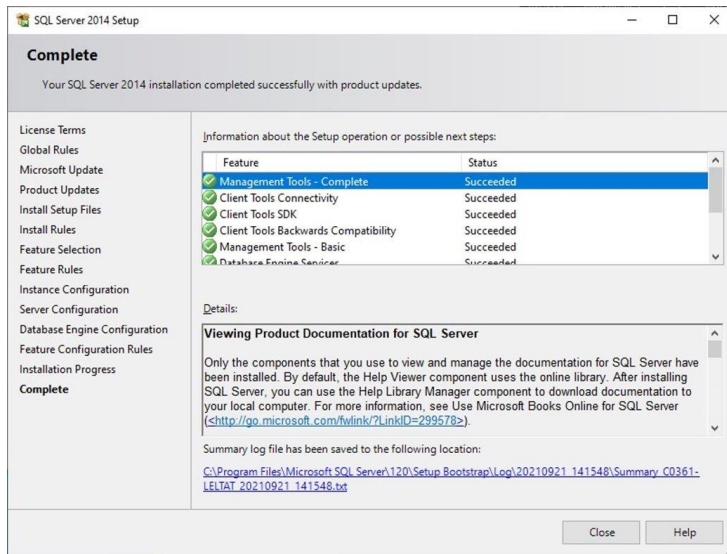 SQL Server 2014 Setup
Complete
Your SQL Server 2014 installation completed successfully with product updates.
License Terms
Global Rules
Microsoft Update
Product Updates
Install Setup Files
Install Rules
Feature Selection
Feature Rules
Instance Configuration
Server Configuration
Database Engine Configuration
Feature Configuration Rules
Installation Progress
Complete
Information about the Setup operation or possible next steps:
Feature Status
Management Tools - Complete Succeeded
Client Tools Connectivity Succeeded
Client Tools SDK Succeeded
Client Tools Backwards Compatibility Succeeded
Management Tools - Basic Succeeded
Database Engine Services Succeeded
Details:
Viewing Product Documentation for SQL Server
Only the components that you use to view and manage the documentation for SQL Server have
been installed. By default, the Help Viewer component uses the online library. After installing
SQL Server, you can use the Help Library Manager component to download documentation to
your local computer. For more information, see Use Microsoft Books Online for SQL Server
(<http://go.microsoft.com/fwlink/?LinkID=299578>).
Summary log file has been saved to the following location:
C:\Program Files\Microsoft SQL Server\120\Setup Bootstrap\Log\20210921_141548\Summary_C0361-
LELTAT_20210921_141548.txt
Close Help